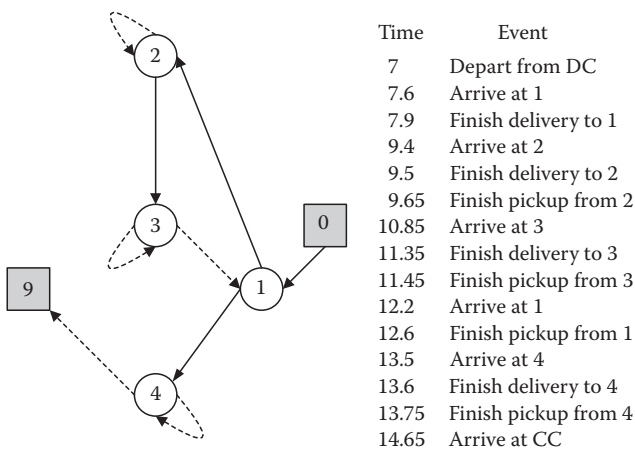 2
3
0
9
1
4
Time Event
7 Depart from DC
7.6 Arrive at 1
7.9 Finish delivery to 1
9.4 Arrive at 2
9.5 Finish delivery to 2
9.65 Finish pickup from 2
10.85 Arrive at 3
11.35 Finish delivery to 3
11.45 Finish pickup from 3
12.2 Arrive at 1
12.6 Finish pickup from 1
13.5 Arrive at 4
13.6 Finish delivery to 4
13.75 Finish pickup from 4
14.65 Arrive at CC